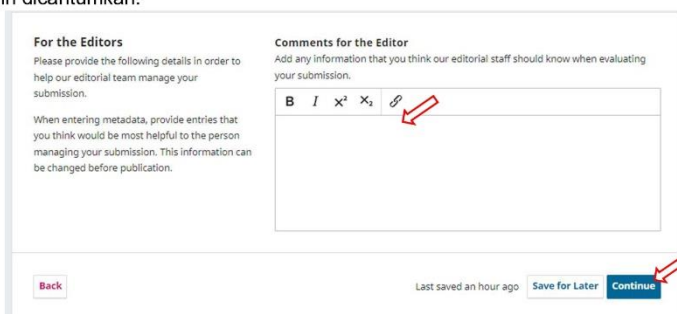 dicantumkan.
For the Editors
Please provide the following details in order to
help our editorial team manage your
submission.
When entering metadata, provide entries that
you think would be most helpful to the person
managing your submission. This information can
be changed before publication.
Comments for the Editor
Add any information that you think our editorial staff should know when evaluating
your submission.
B I x² X₂
Back
Last saved an hour ago Save for Later Continue